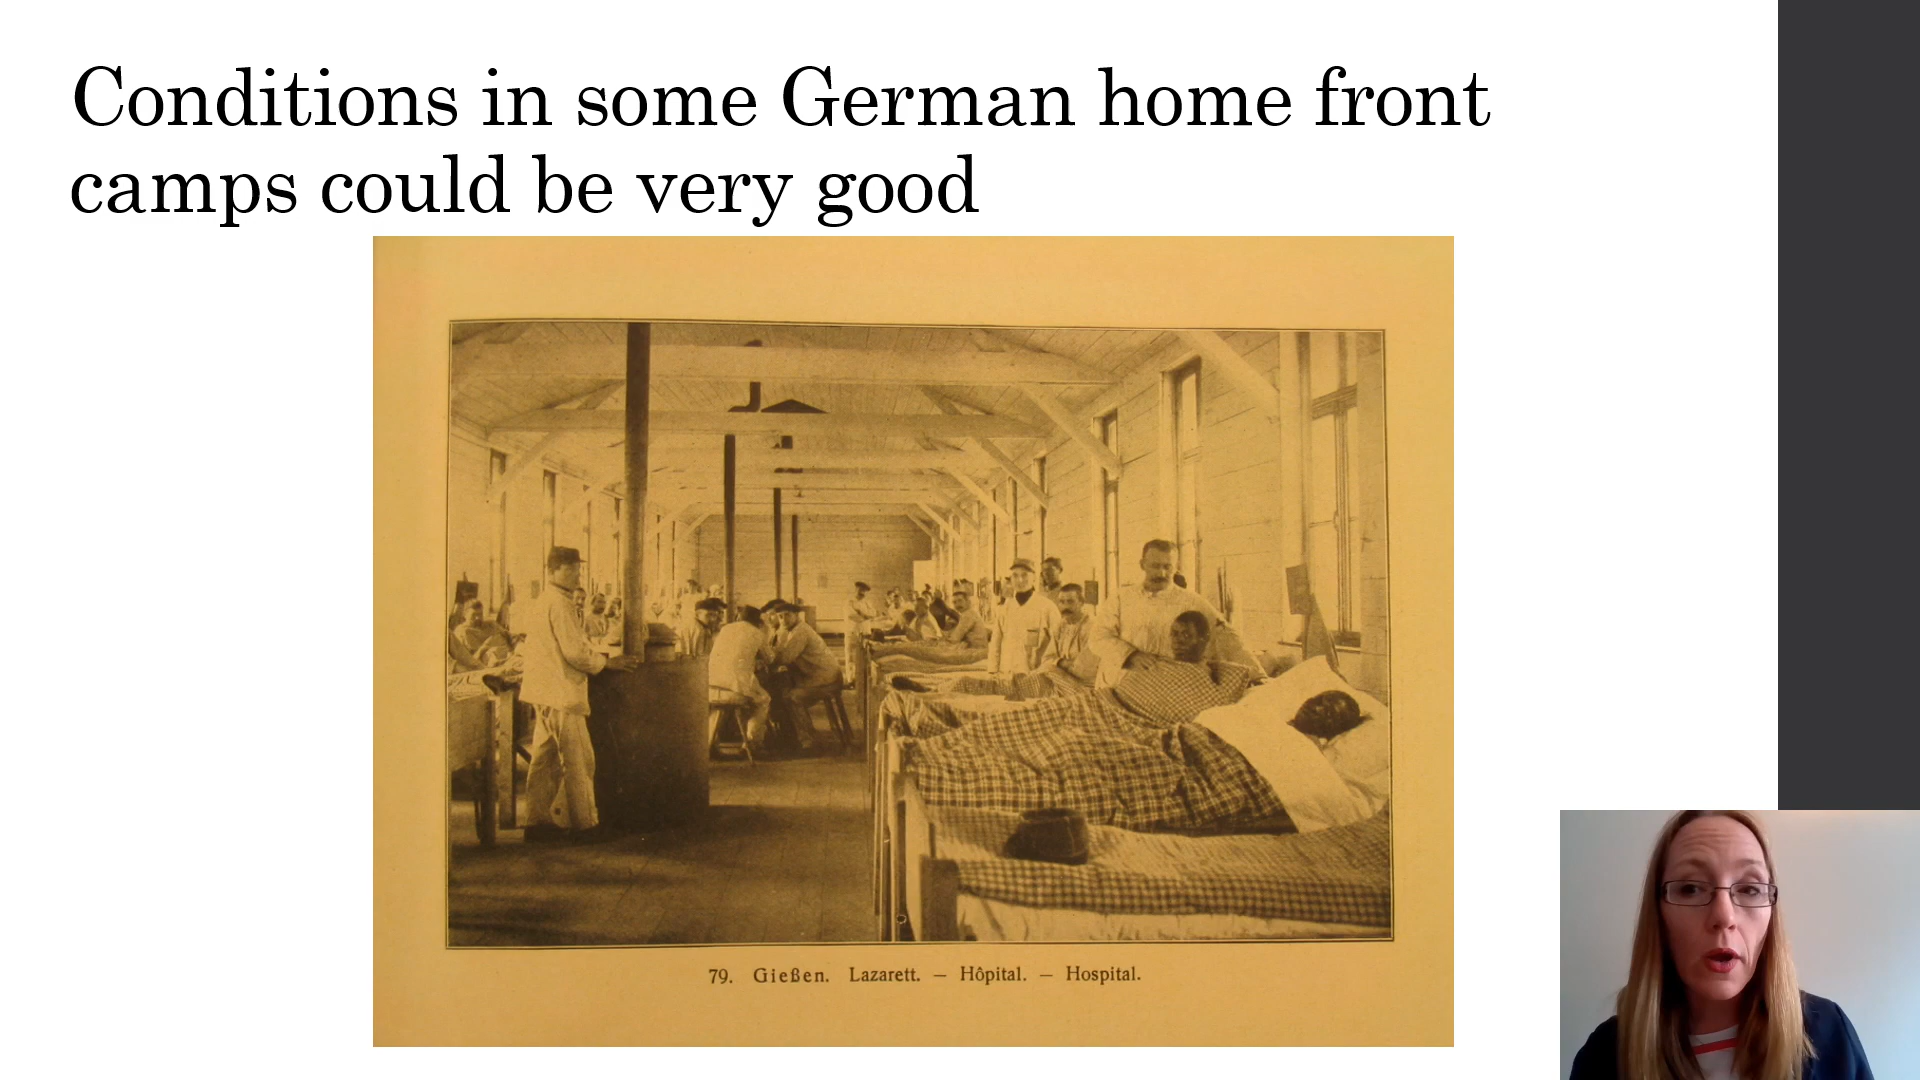 Conditions in some German home front
camps could be very good
79. Gießen. Lazarett. — Hôpital. — Hospital.